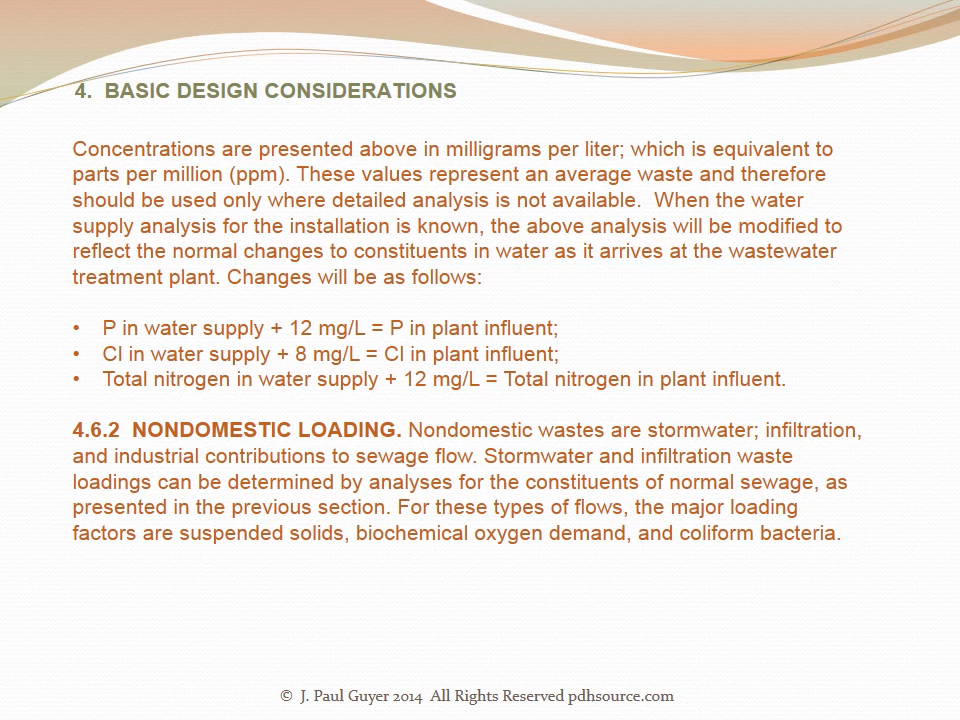 4. BASIC DESIGN CONSIDERATIONS
Concentrations are presented above in milligrams per liter; which is equivalent to
parts per million (ppm). These values represent an average waste and therefore
should be used only where detailed analysis is not available. When the water
supply analysis for the installation is known, the above analysis will be modified to
reflect the normal changes to constituents in water as it arrives at the wastewater
treatment plant. Changes will be as follows:
• P in water supply + 12 mg/L = P in plant influent;
• Cl in water supply + 8 mg/L = Cl in plant influent;
• Total nitrogen in water supply + 12 mg/L = Total nitrogen in plant influent.
4.6.2 NONDOMESTIC LOADING. Nondomestic wastes are stormwater; infiltration,
and industrial contributions to sewage flow. Stormwater and infiltration waste
loadings can be determined by analyses for the constituents of normal sewage, as
presented in the previous section. For these types of flows, the major loading
factors are suspended solids, biochemical oxygen demand, and coliform bacteria.
© J. Paul Guyer 2014 All Rights Reserved pdhsource.com